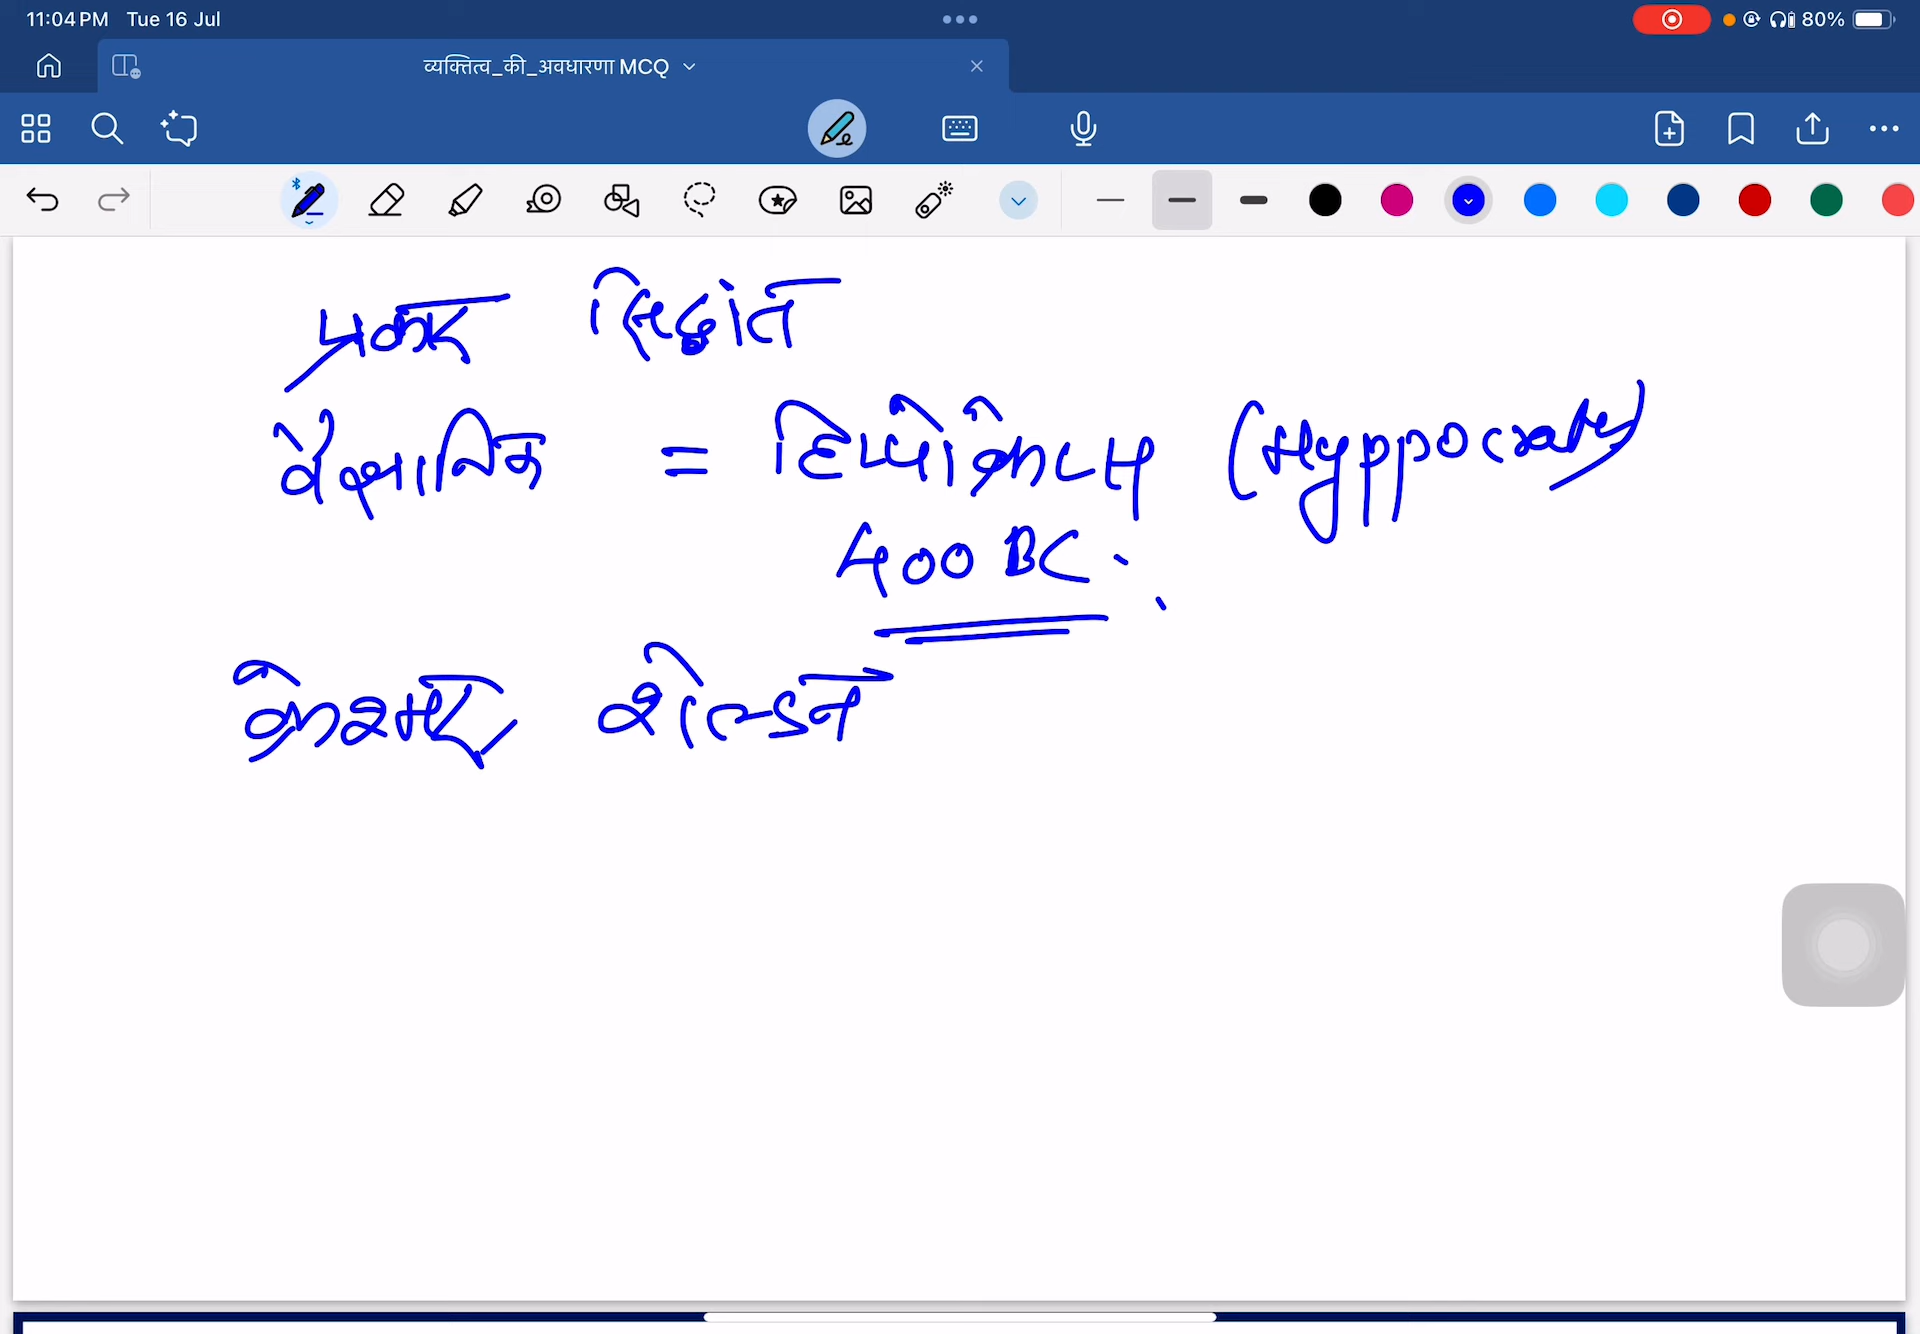 11:04 PM Tue 16 Jul
80%
व्यक्तित्व_की_अवधारणा MCQ
प्रकार सिद्धांत
वैज्ञानिक = हिप्पोक्रेट्स (Hyppocrates)
400 BC
क्रेश्मर शेल्डन